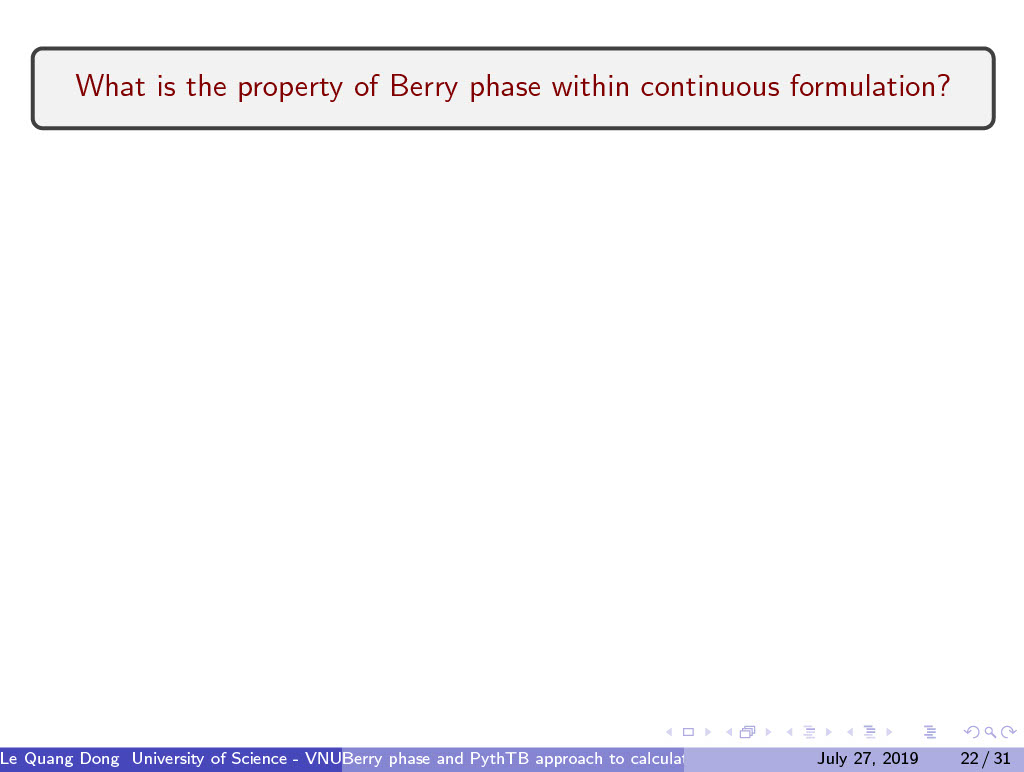 What is the property of Berry phase within continuous formulation?
Le Quang Dong University of Science - VNU Berry phase and PythTB approach to July 27, 2019 22 / 31